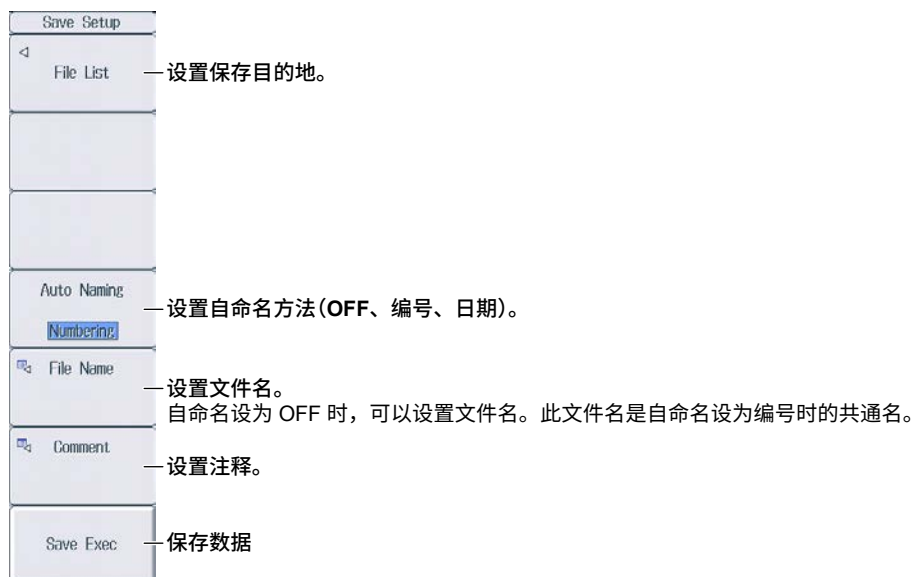 Save Setup
File List
设置保存目的地。
Auto Naming
设置自命名方法(OFF、编号、日期)。
Numbering
File Name
设置文件名。
自命名设为 OFF 时，可以设置文件名。此文件名是自命名设为编号时的共通名。
Comment
设置注释。
Save Exec
保存数据